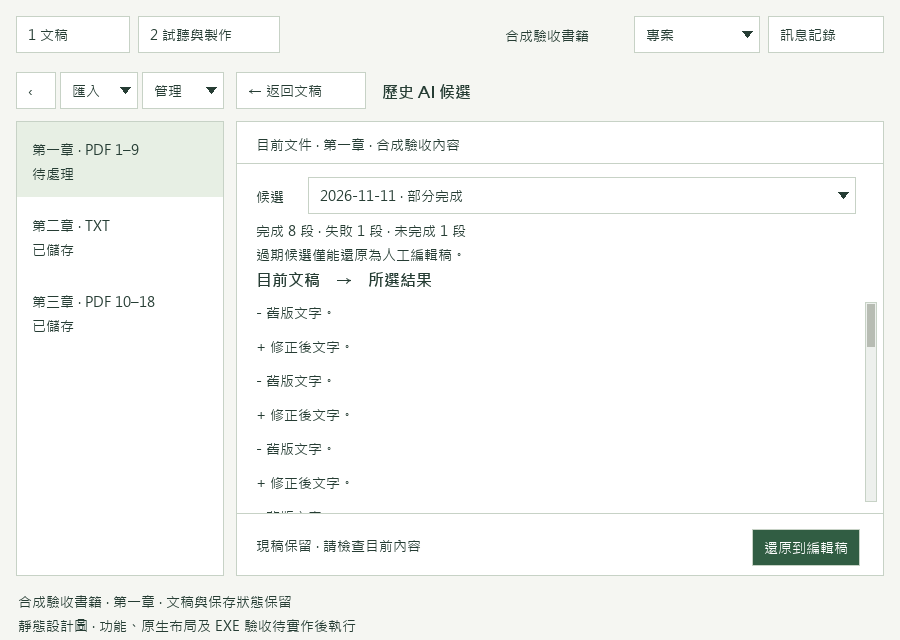 1 文稿
2 試聽與製作
合成驗收書籍
專案
訊息記錄
‹
匯入
管理
← 返回文稿
歷史 AI 候選
第一章 · PDF 1–9
待處理
第二章 · TXT
已儲存
第三章 · PDF 10–18
已儲存
目前文件 · 第一章 · 合成驗收內容
候選
2026-11-11 · 部分完成
完成 8 段 · 失敗 1 段 · 未完成 1 段
過期候選僅能還原為人工編輯稿。
目前文稿 → 所選結果
- 舊版文字。
+ 修正後文字。
- 舊版文字。
+ 修正後文字。
- 舊版文字。
+ 修正後文字。
現稿保留 · 請檢查目前內容
還原到編輯稿
合成驗收書籍 · 第一章 · 文稿與保存狀態保留
靜態設計圖 · 功能、原生布局及 EXE 驗收待實作後執行